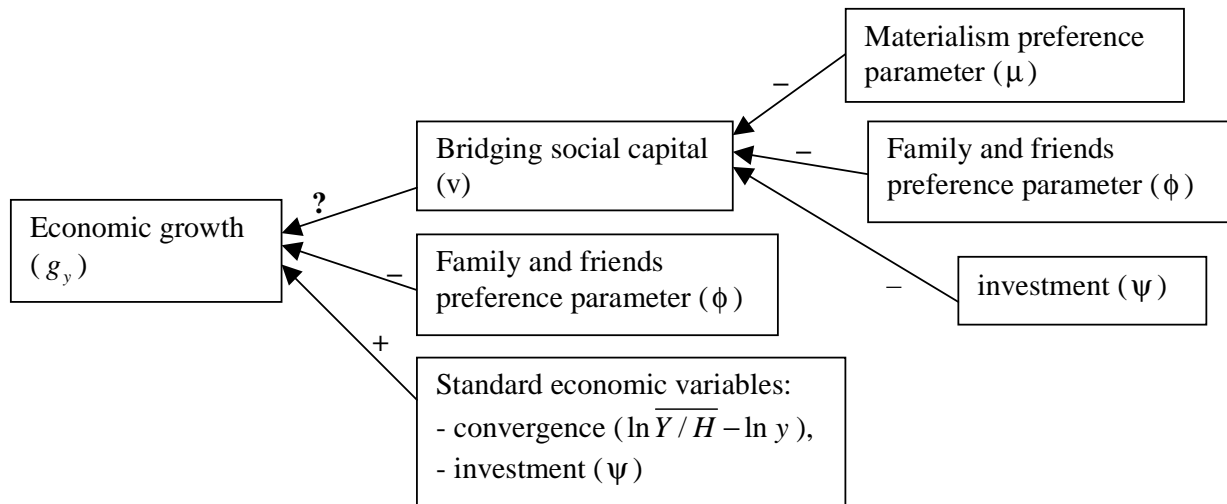 Materialism preference
parameter (μ)
–
Bridging social capital
(v)
–
Family and friends
preference parameter (ϕ)
?
Economic growth
(g_y)
–
Family and friends
preference parameter (ϕ)
–
investment (ψ)
+
Standard economic variables:
- convergence (ln \overline{Y / H} – ln y),
- investment (ψ)